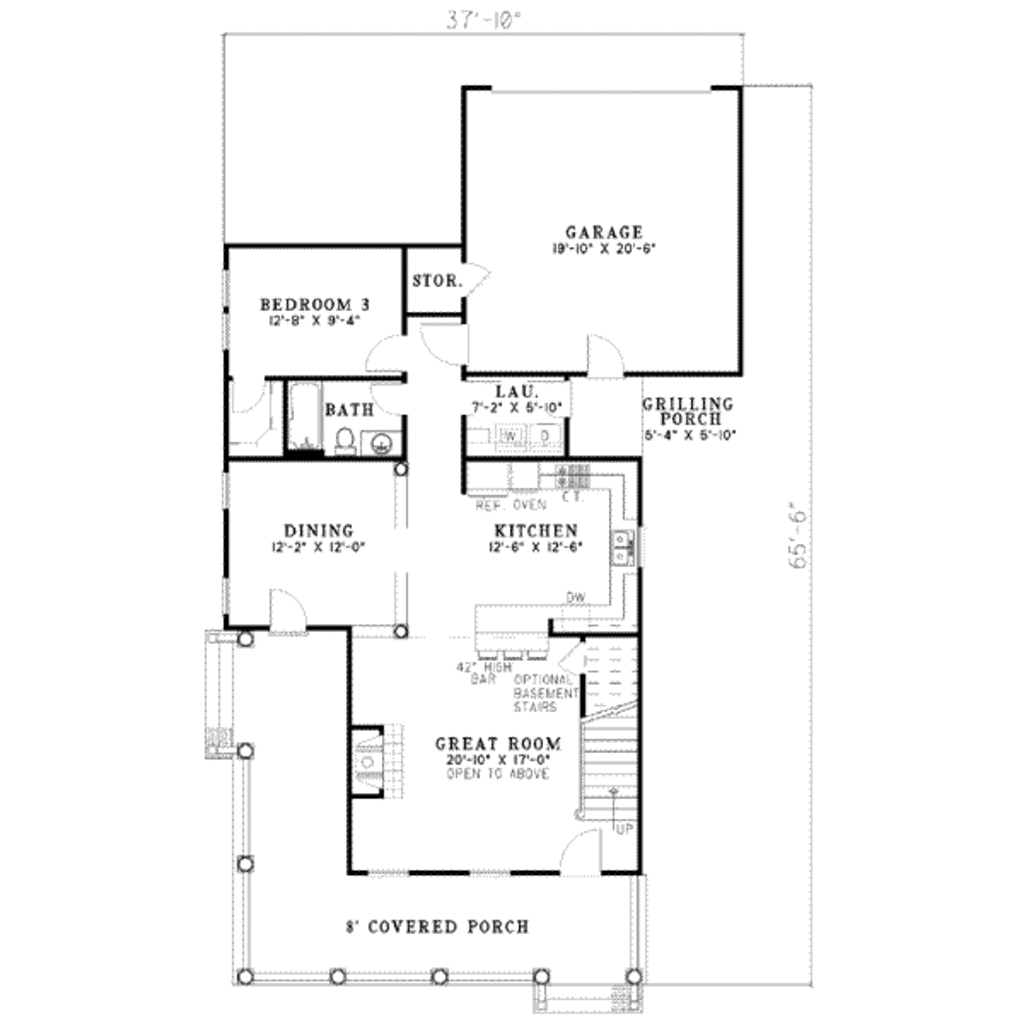 37'-10"
GARAGE
19'-10" X 20'-6"
STOR.
BEDROOM 3
12'-8" X 9'-4"
LAU.
7'-2" X 5'-10"
BATH
GRILLING
PORCH
5'-4" X 5'-10"
W
D
REF. OVEN
C.T.
DINING
12'-2" X 12'-0"
KITCHEN
12'-6" X 12'-6"
65'-6"
DW
42" HIGH
BAR
OPTIONAL
BASEMENT
STAIRS
GREAT ROOM
20'-10" X 17'-0"
OPEN TO ABOVE
UP
8' COVERED PORCH